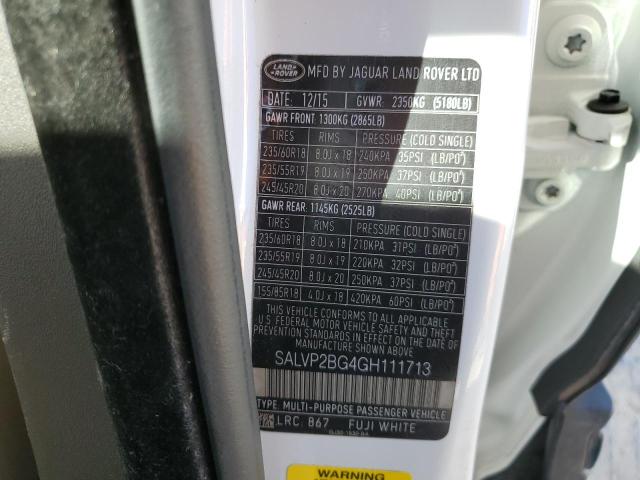 LAND-
ROVER
MFD BY JAGUAR LAND ROVER LTD
DATE: 12/15 GVWR: 2350KG (5180LB)
GAWR FRONT 1300KG (2865LB)
TIRES RIMS PRESSURE (COLD SINGLE)
235/60R18 8.0J x 18 240KPA 35PSI (LB/PO²)
235/55R19 8.0J x 19 250KPA 37PSI (LB/PO²)
245/45R20 8.0J x 20 270KPA 40PSI (LB/PO²)
GAWR REAR: 1145KG (2525LB)
TIRES RIMS PRESSURE (COLD SINGLE)
235/60R18 8.0J x 18 210KPA 31PSI (LB/PO²)
235/55R19 8.0J x 19 220KPA 32PSI (LB/PO²)
245/45R20 8.0J x 20 250KPA 37PSI (LB/PO²)
155/85R18 4.0J x 18 420KPA 60PSI (LB/PO²)
THIS VEHICLE CONFORMS TO ALL APPLICABLE
U.S. FEDERAL MOTOR VEHICLE SAFETY AND THEFT
PREVENTION STANDARDS IN EFFECT ON THE DATE
OF MANUFACTURE SHOWN ABOVE.
SALVP2BG4GH111713
TYPE: MULTI-PURPOSE PASSENGER VEHICLE
LRC: 867 FUJI WHITE
WARNING